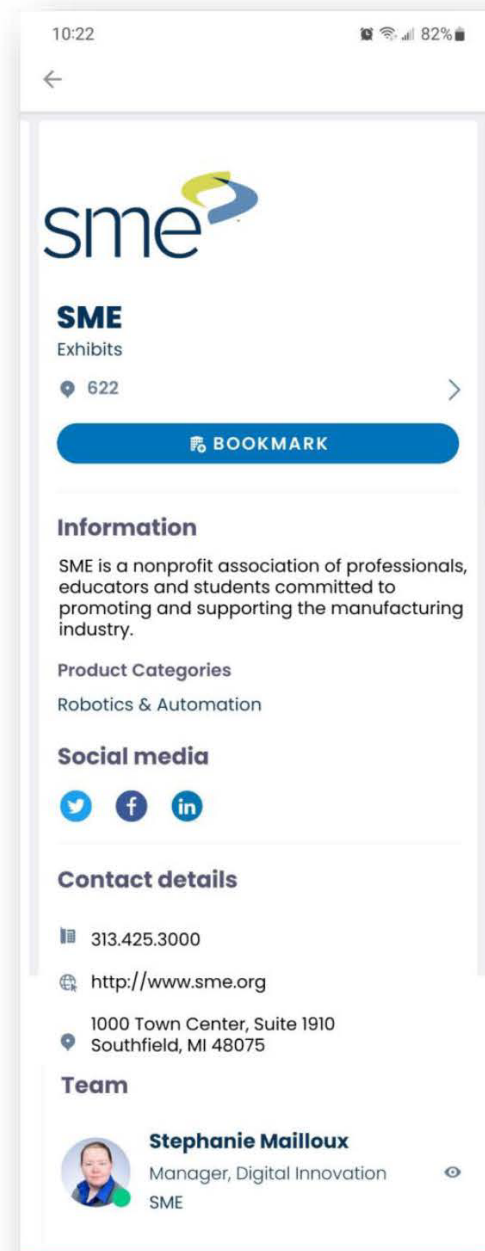 10:22 82%
sme
SME
Exhibits
622
BOOKMARK
Information
SME is a nonprofit association of professionals,
educators and students committed to
promoting and supporting the manufacturing
industry.
Product Categories
Robotics & Automation
Social media
Contact details
313.425.3000
http://www.sme.org
1000 Town Center, Suite 1910
Southfield, MI 48075
Team
Stephanie Mailloux
Manager, Digital Innovation
SME